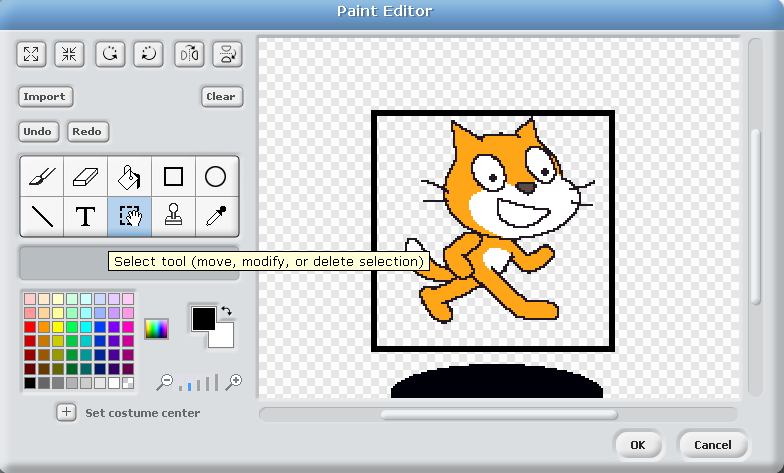 Paint Editor
Import
Clear
Undo
Redo
T
Select tool (move, modify, or delete selection)
Set costume center
OK
Cancel